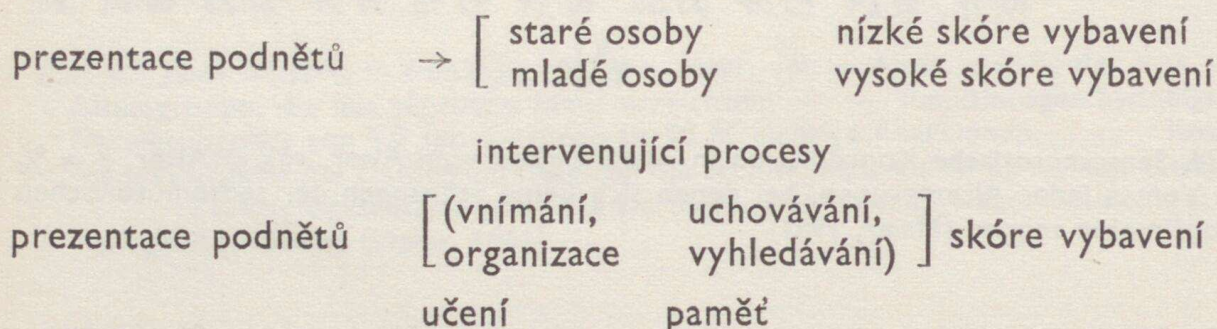 prezentace podnětů → [ staré osoby nízké skóre vybavení
mladé osoby vysoké skóre vybavení
intervenující procesy
prezentace podnětů [ (vnímání, uchovávání, ] skóre vybavení
organizace vyhledávání)
učení paměť